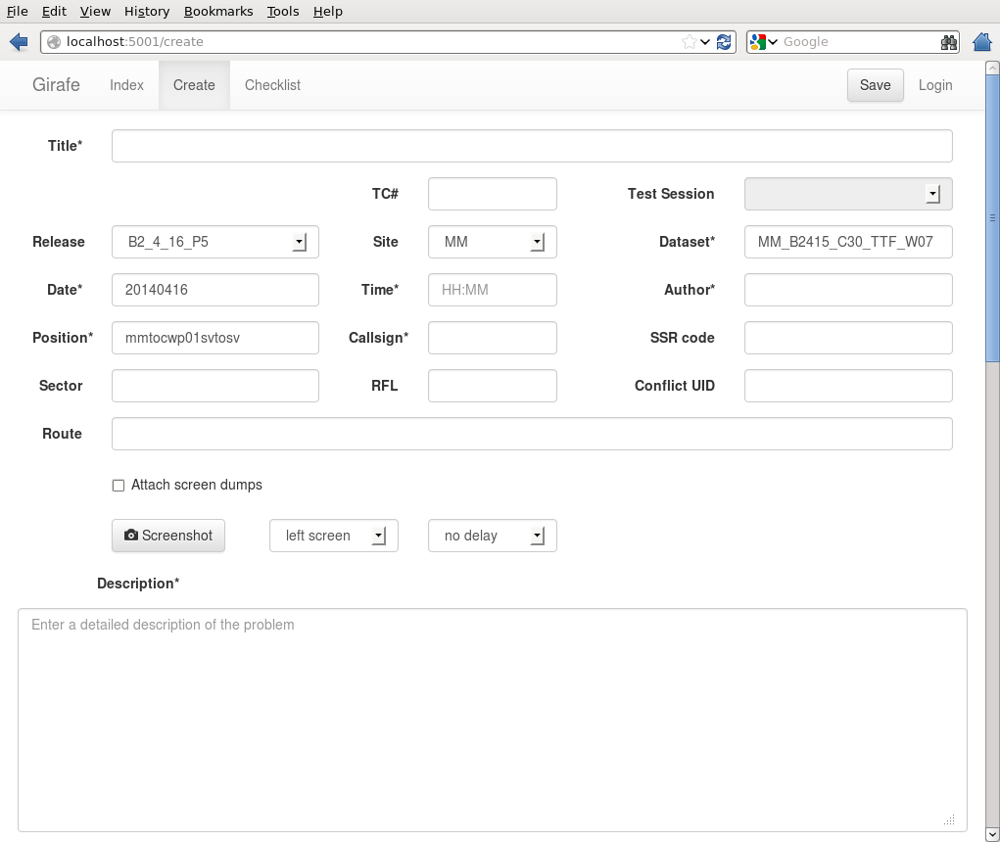 File Edit View History Bookmarks Tools Help
localhost:5001/create Google
Girafe Index Create Checklist Save Login
Title*
TC# Test Session
Release B2_4_16_P5 Site MM Dataset* MM_B2415_C30_TTF_W07
Date* 20140416 Time* HH:MM Author*
Position* mmtocwp01svtosv Callsign* SSR code
Sector RFL Conflict UID
Route
Attach screen dumps
Screenshot left screen no delay
Description*
Enter a detailed description of the problem